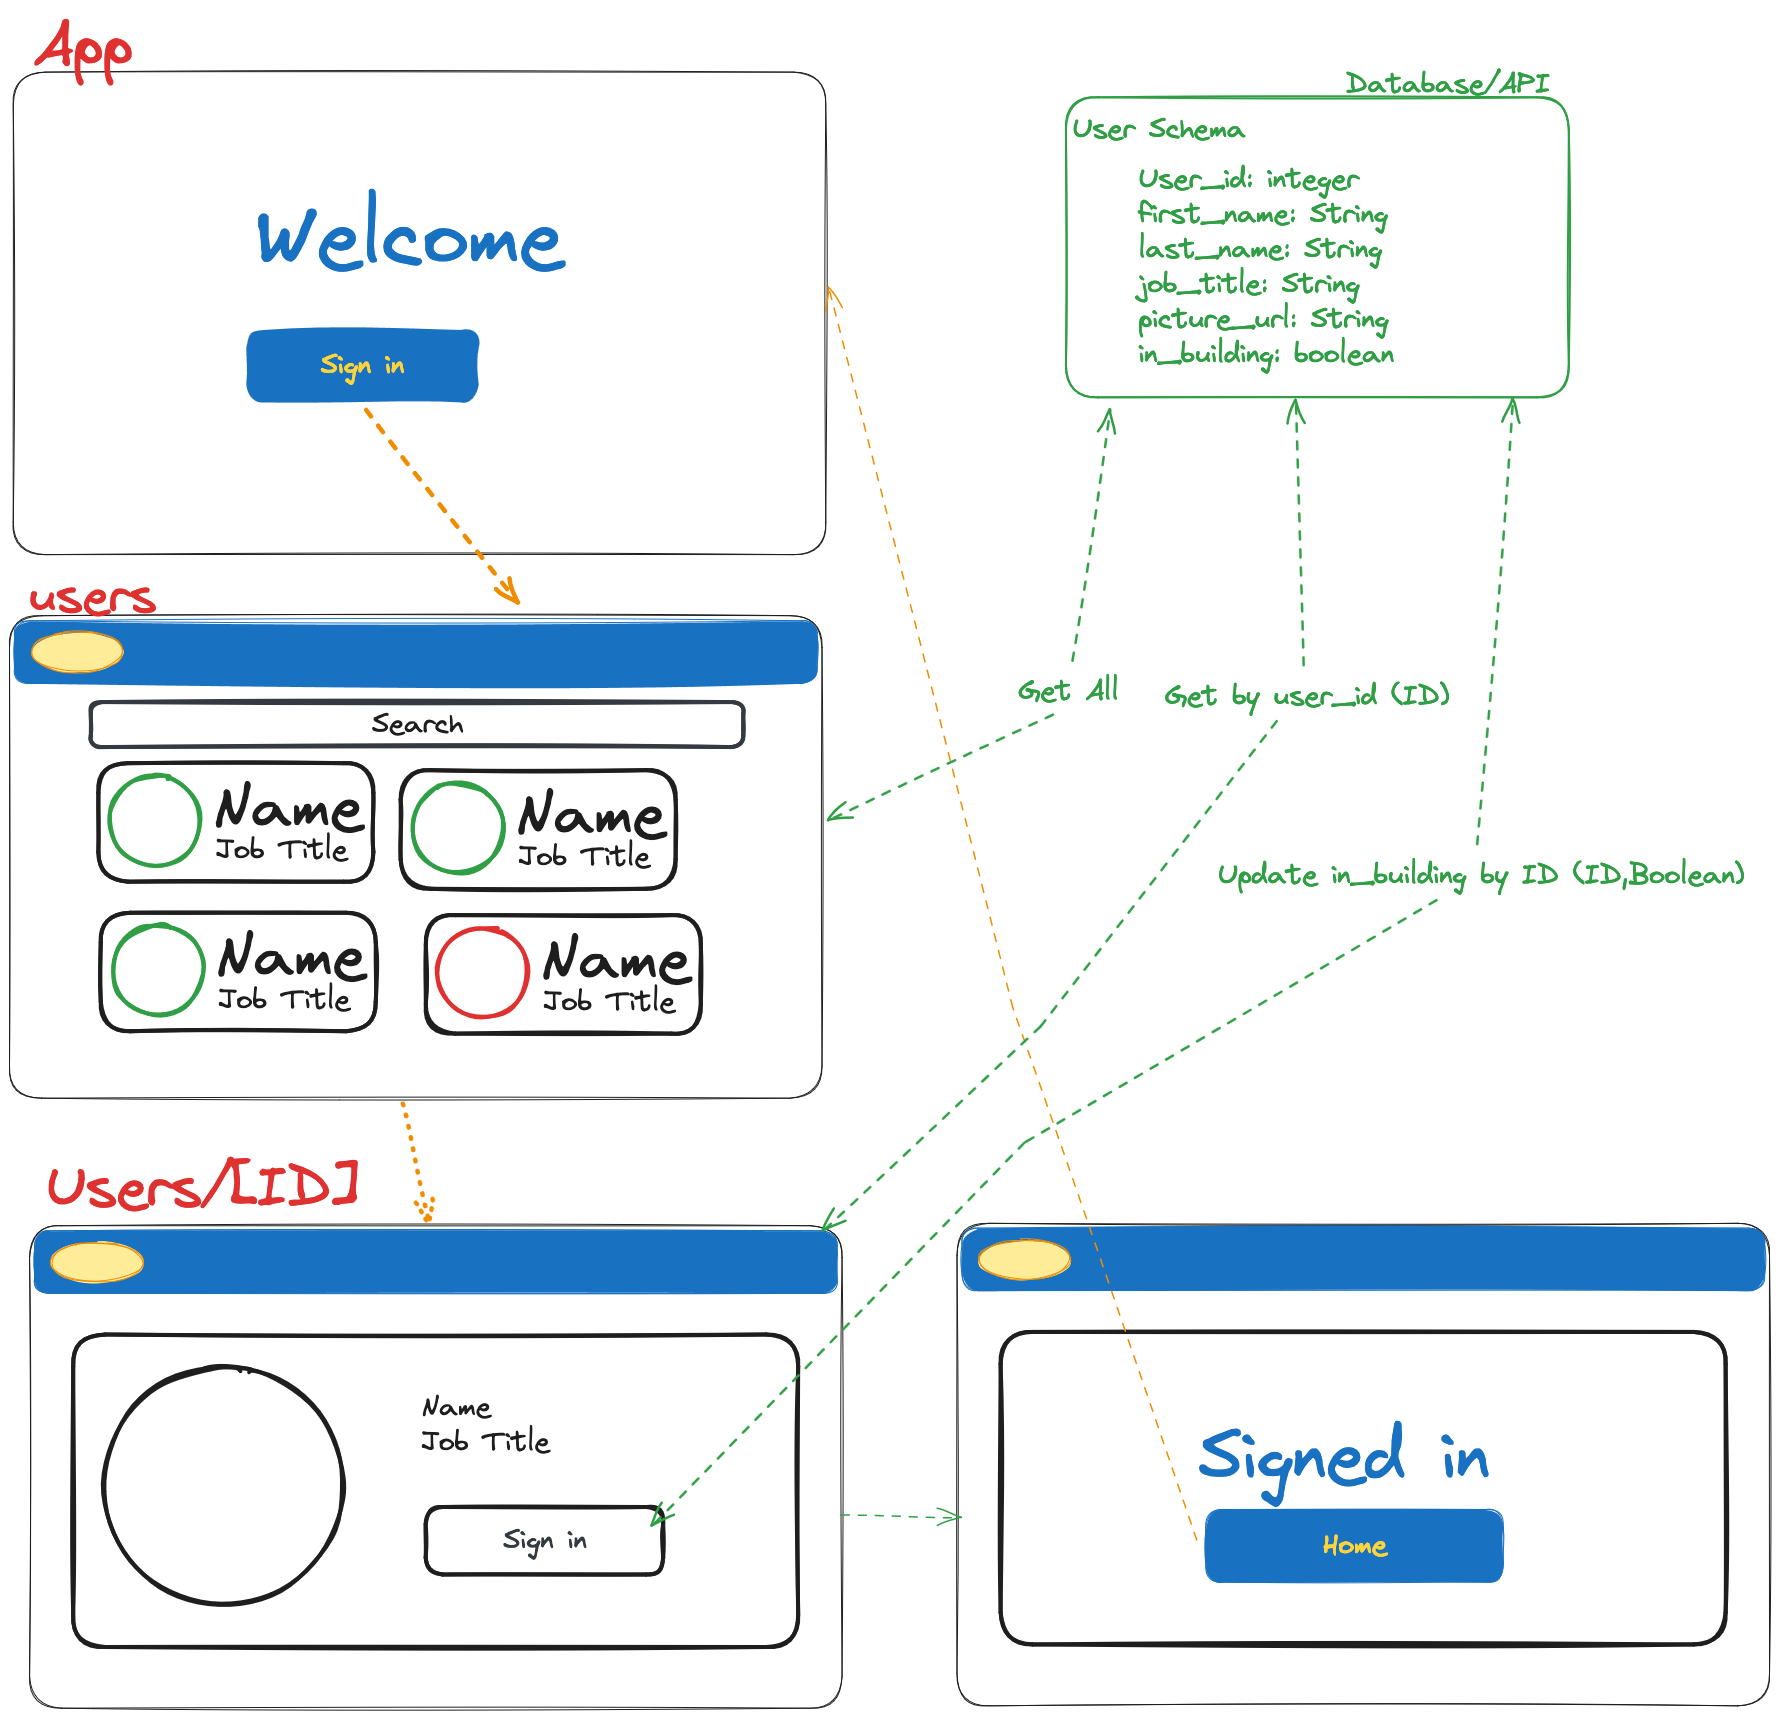 App
Welcome
Sign in
Database/API
User Schema
User_id: integer
first_name: String
last_name: String
job_title: String
picture_url: String
in_building: boolean
users
Search
Name
Job Title
Name
Job Title
Name
Job Title
Name
Job Title
Get All
Get by user_id (ID)
Update in_building by ID (ID,Boolean)
Users/[ID]
Name
Job Title
Sign in
Signed in
Home